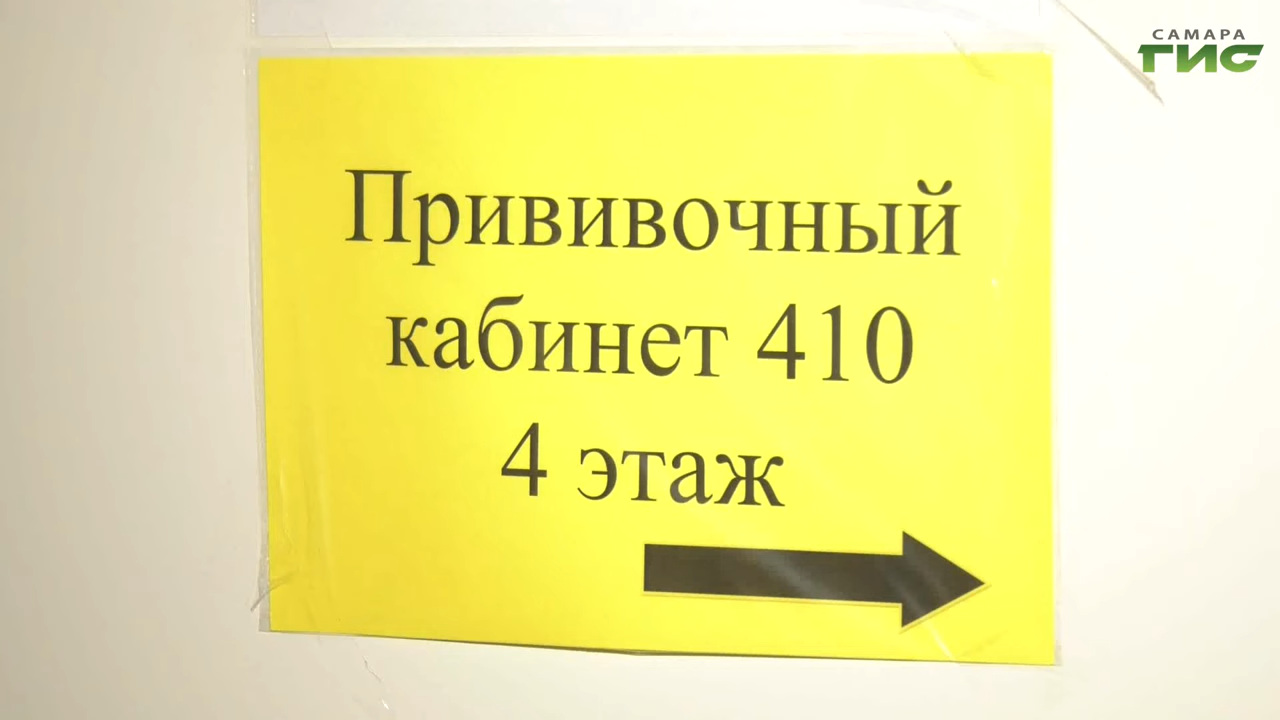 САМАРА
ГИС
Прививочный
кабинет 410
4 этаж